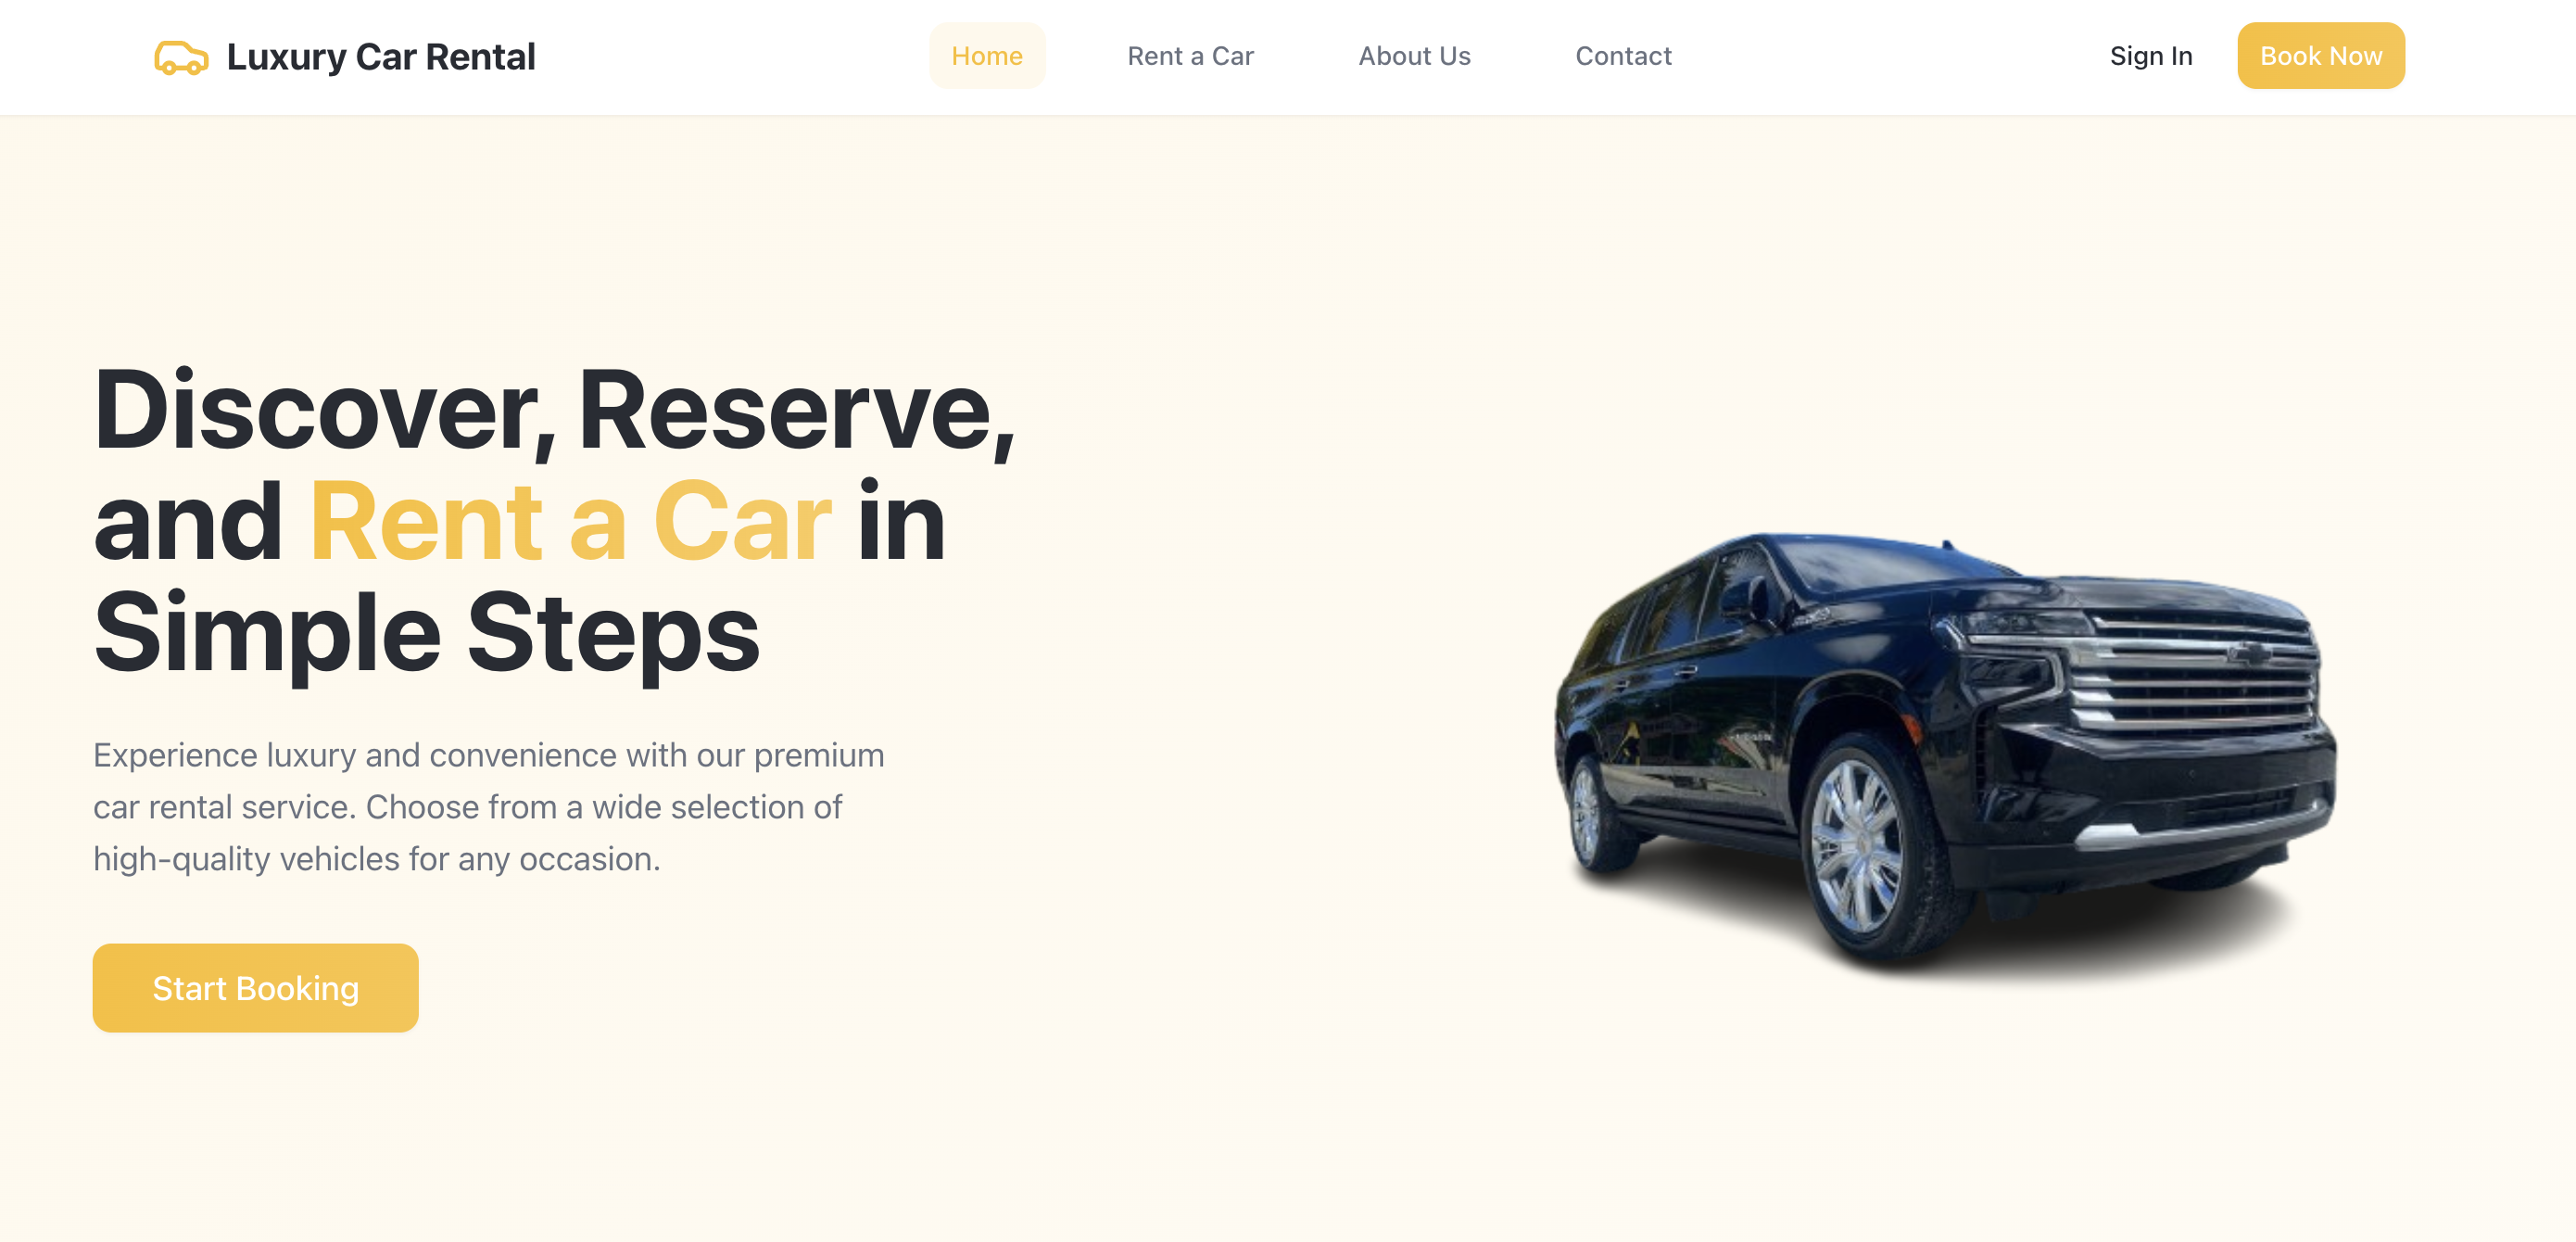 Luxury Car Rental
Home
Rent a Car
About Us
Contact
Sign In
Book Now
Discover, Reserve,
and Rent a Car in
Simple Steps
Experience luxury and convenience with our premium
car rental service. Choose from a wide selection of
high-quality vehicles for any occasion.
Start Booking